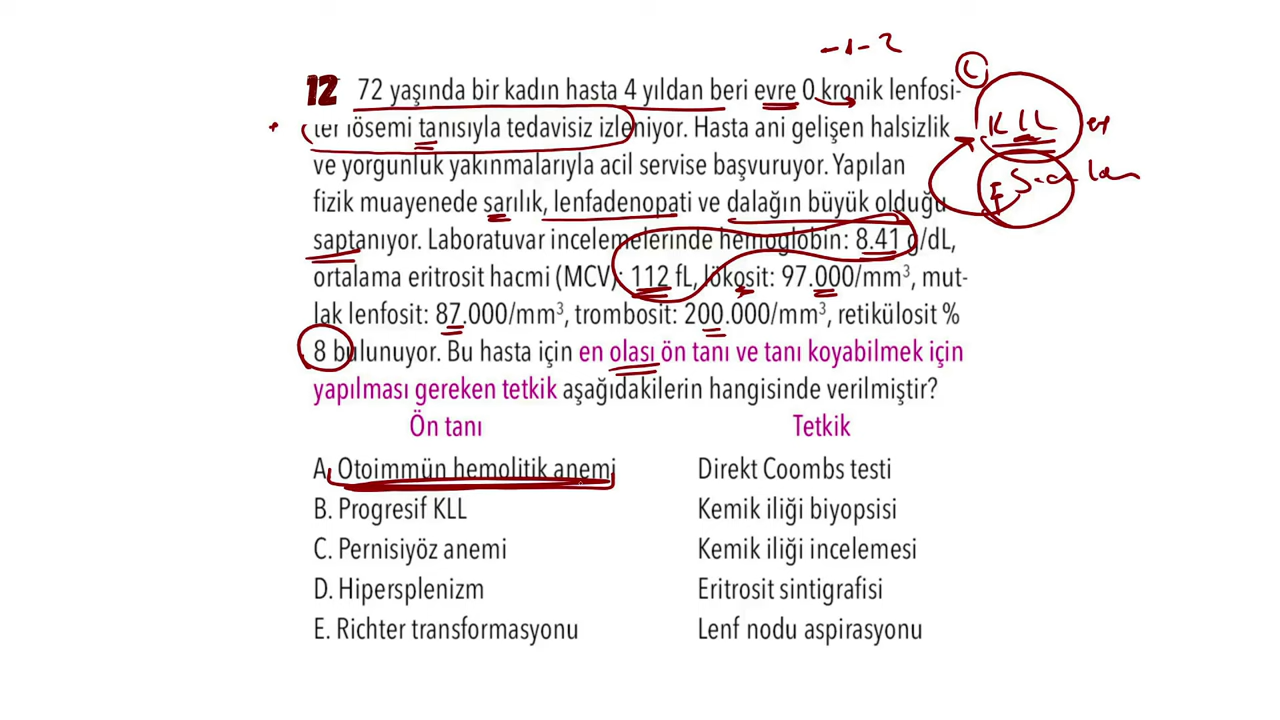 -1-2
12 72 yaşında bir kadın hasta 4 yıldan beri evre 0 kronik lenfosi-
ter lösemi tanısıyla tedavisiz izleniyor. Hasta ani gelişen halsizlik
ve yorgunluk yakınmalarıyla acil servise başvuruyor. Yapılan
fizik muayenede sarılık, lenfadenopati ve dalağın büyük olduğu
saptanıyor. Laboratuvar incelemelerinde hemoglobin: 8.41 g/dL,
ortalama eritrosit hacmi (MCV): 112 fL, lökosit: 97.000/mm³, mut-
lak lenfosit: 87.000/mm³, trombosit: 200.000/mm³, retikülosit %
8 bulunuyor. Bu hasta için en olası ön tanı ve tanı koyabilmek için
yapılması gereken tetkik aşağıdakilerin hangisinde verilmiştir?
Ön tanı Tetkik
A. Otoimmün hemolitik anemi Direkt Coombs testi
B. Progresif KLL Kemik iliği biyopsisi
C. Pernisiyöz anemi Kemik iliği incelemesi
D. Hipersplenizm Eritrosit sintigrafisi
E. Richter transformasyonu Lenf nodu aspirasyonu
KLL